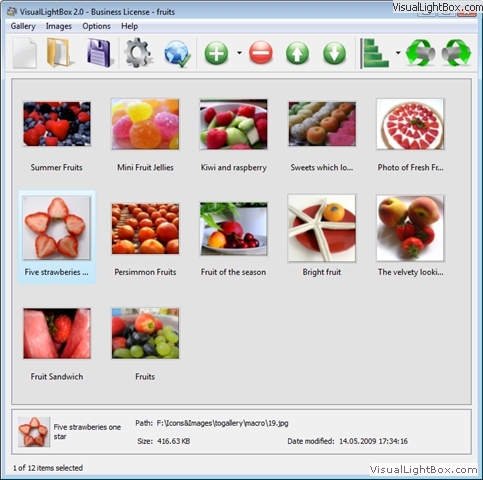 VisualLightBox.com
VisualLightBox 2.0 - Business License - fruits
Gallery Images Options Help
Summer Fruits
Mini Fruit Jellies
Kiwi and raspberry
Sweets which lo...
Photo of Fresh Fr...
Five strawberies ...
Persimmon Fruits
Fruit of the season
Bright fruit
The velvety looki...
Fruit Sandwich
Fruits
Five strawberies one
star
Path: F:\Icons&Images\togallery\macro\19.jpg
Size: 416.63 KB
Date modified: 14.05.2009 17:34:16
1 of 12 items selected
VisualLightBox.com